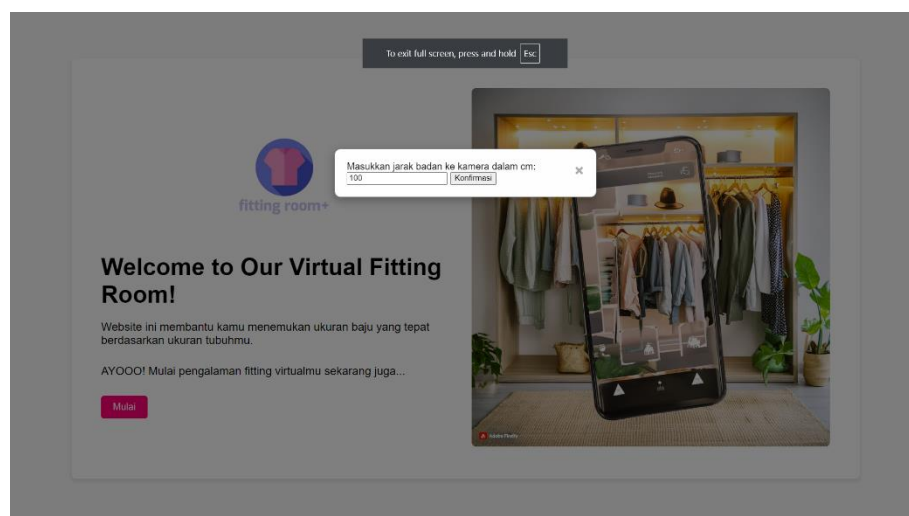 To exit full screen, press and hold Esc
Masukkan jarak badan ke kamera dalam cm:
100 Konfirmasi ×
fitting room+
Welcome to Our Virtual Fitting
Room!
Website ini membantu kamu menemukan ukuran baju yang tepat
berdasarkan ukuran tubuhmu.
AYOOO! Mulai pengalaman fitting virtualmu sekarang juga...
Mulai
Adobe Firefly